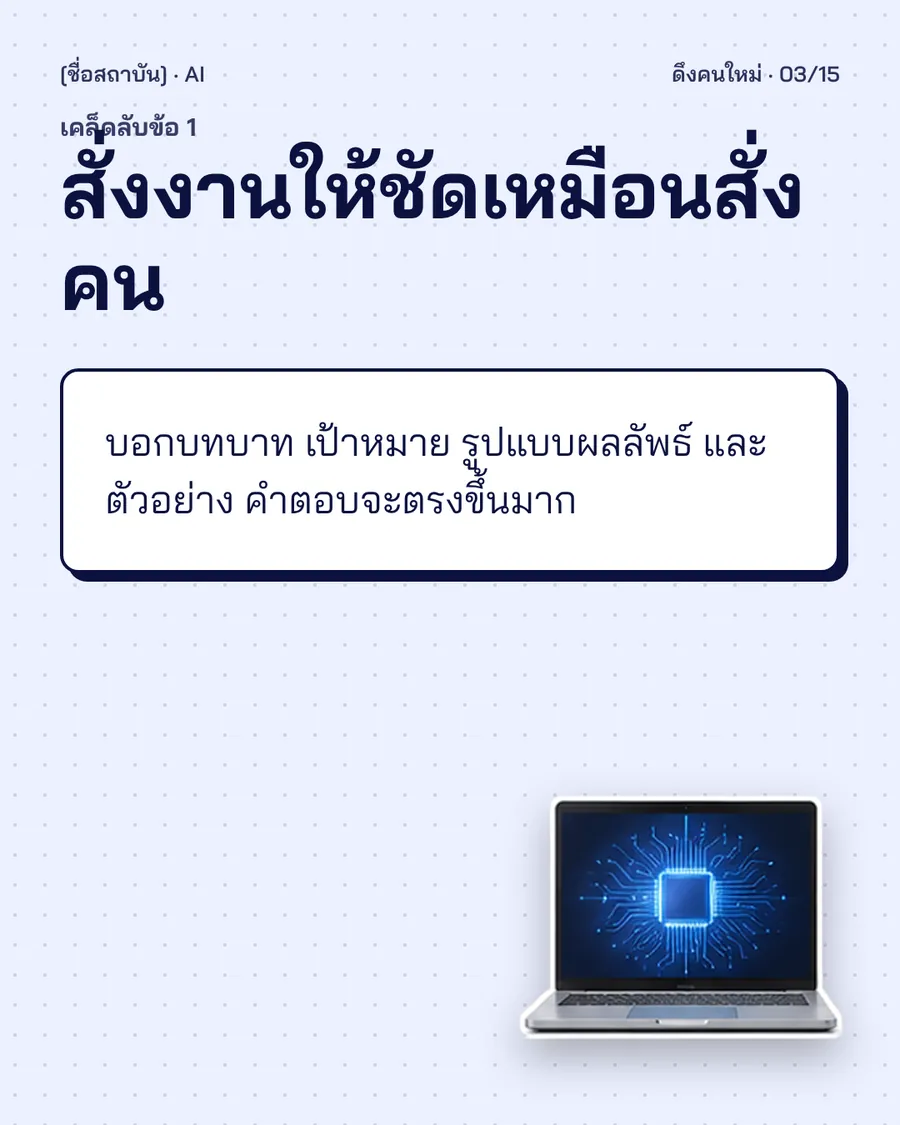 (ชื่อสถาบัน) · AI
ดึงคนใหม่ · 03/15
เคล็ดลับข้อ 1
สั่งงานให้ชัดเหมือนสั่ง
คน
บอกบทบาท เป้าหมาย รูปแบบผลลัพธ์ และ
ตัวอย่าง คำตอบจะตรงขึ้นมาก